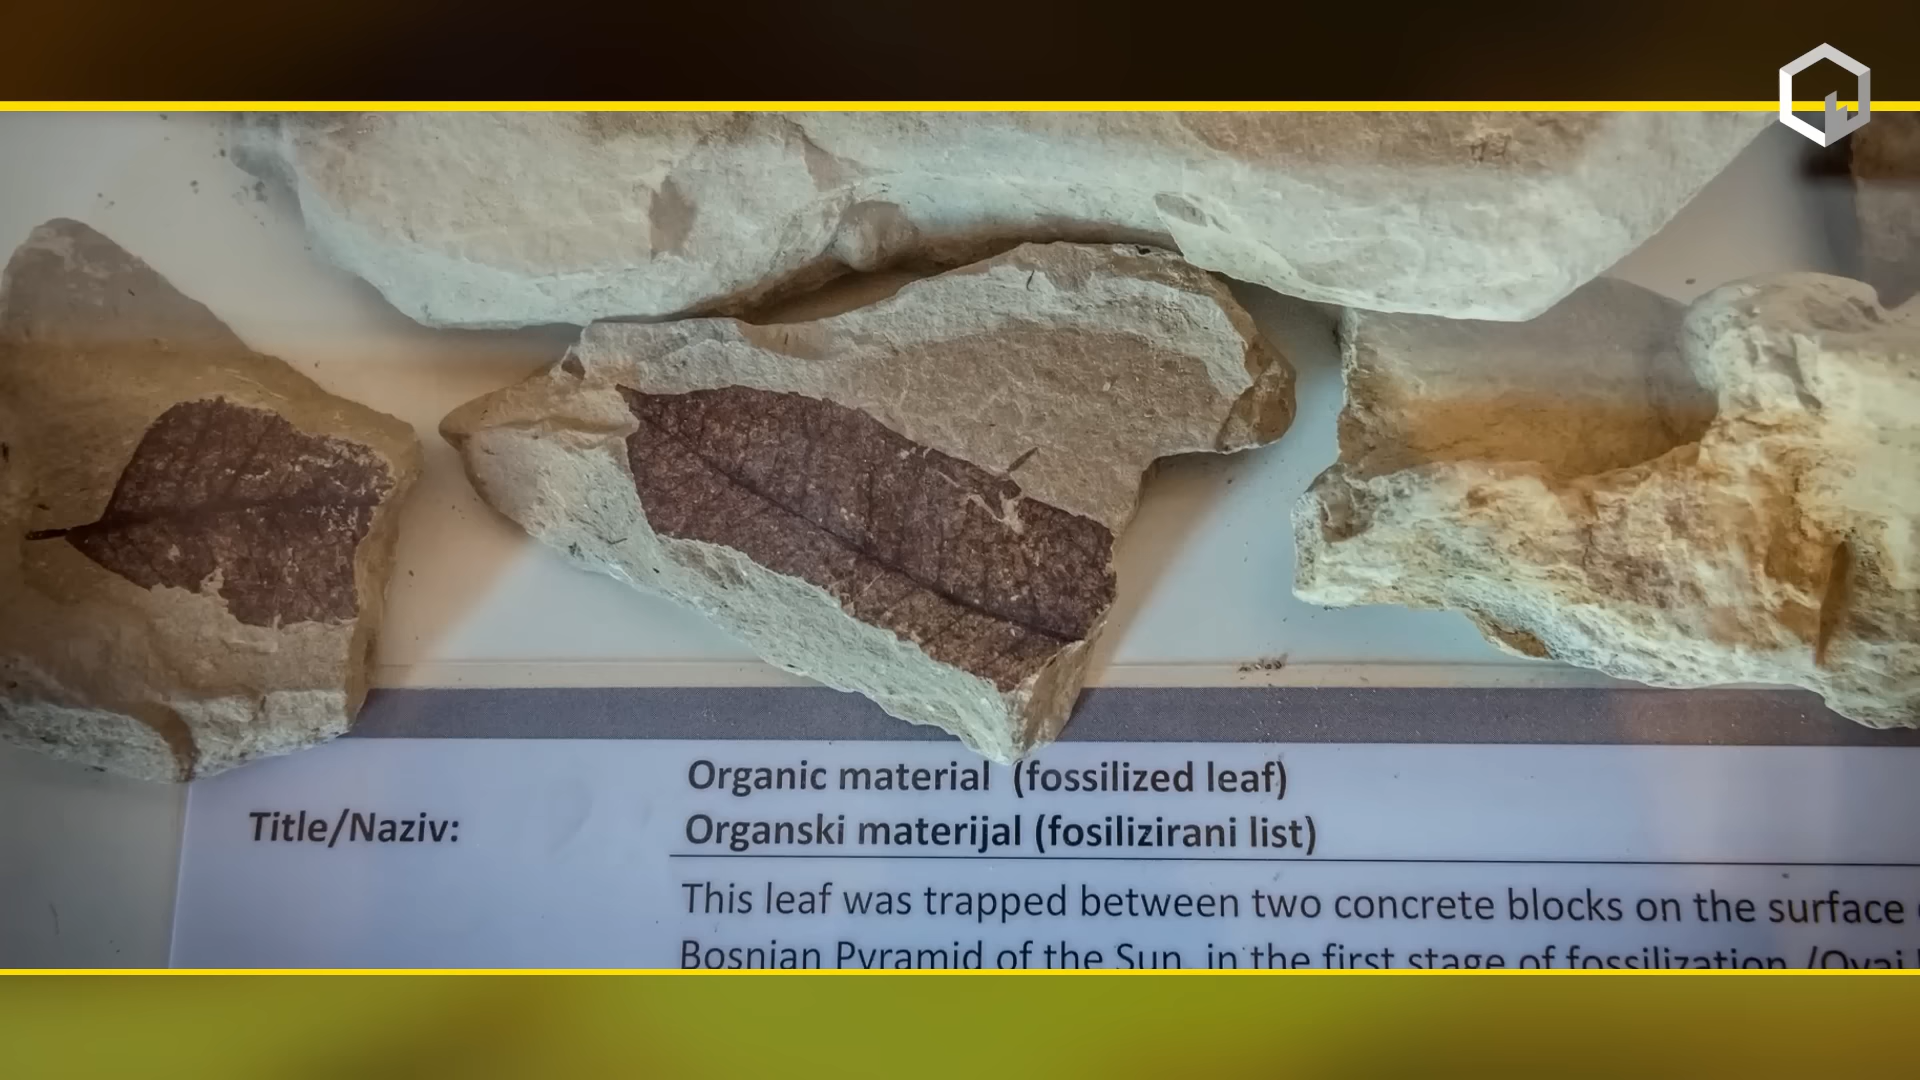 Organic material (fossilized leaf)
Title/Naziv:
Organski materijal (fosilizirani list)
This leaf was trapped between two concrete blocks on the surface
Bosnian Pyramid of the Sun, in the first stage of fossilization. /Ovaj